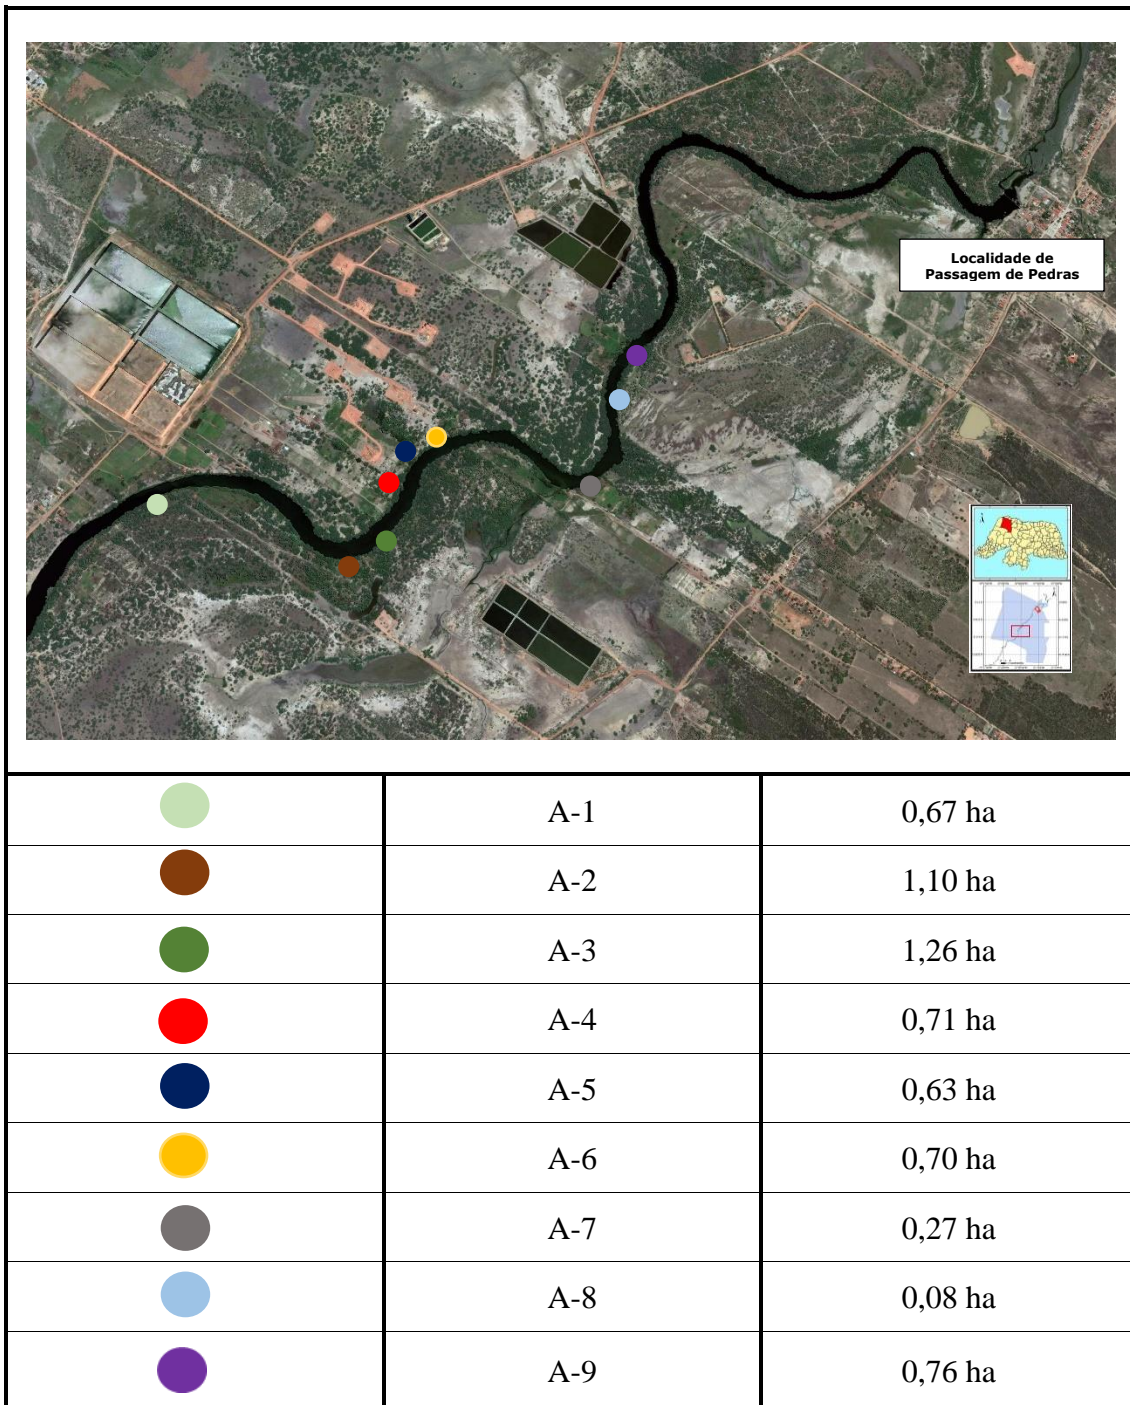 Localidade de
Passagem de Pedras
A-1 0,67 ha
A-2 1,10 ha
A-3 1,26 ha
A-4 0,71 ha
A-5 0,63 ha
A-6 0,70 ha
A-7 0,27 ha
A-8 0,08 ha
A-9 0,76 ha